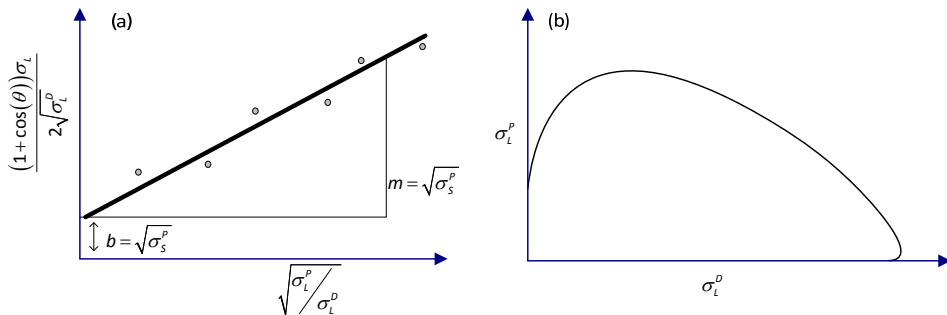 (a)
(1 + cos(θ))σ_L / 2√σ_L^D
m = √σ_S^P
b = √σ_S^P
√(σ_L^P / σ_L^D)
(b)
σ_L^P
σ_L^D